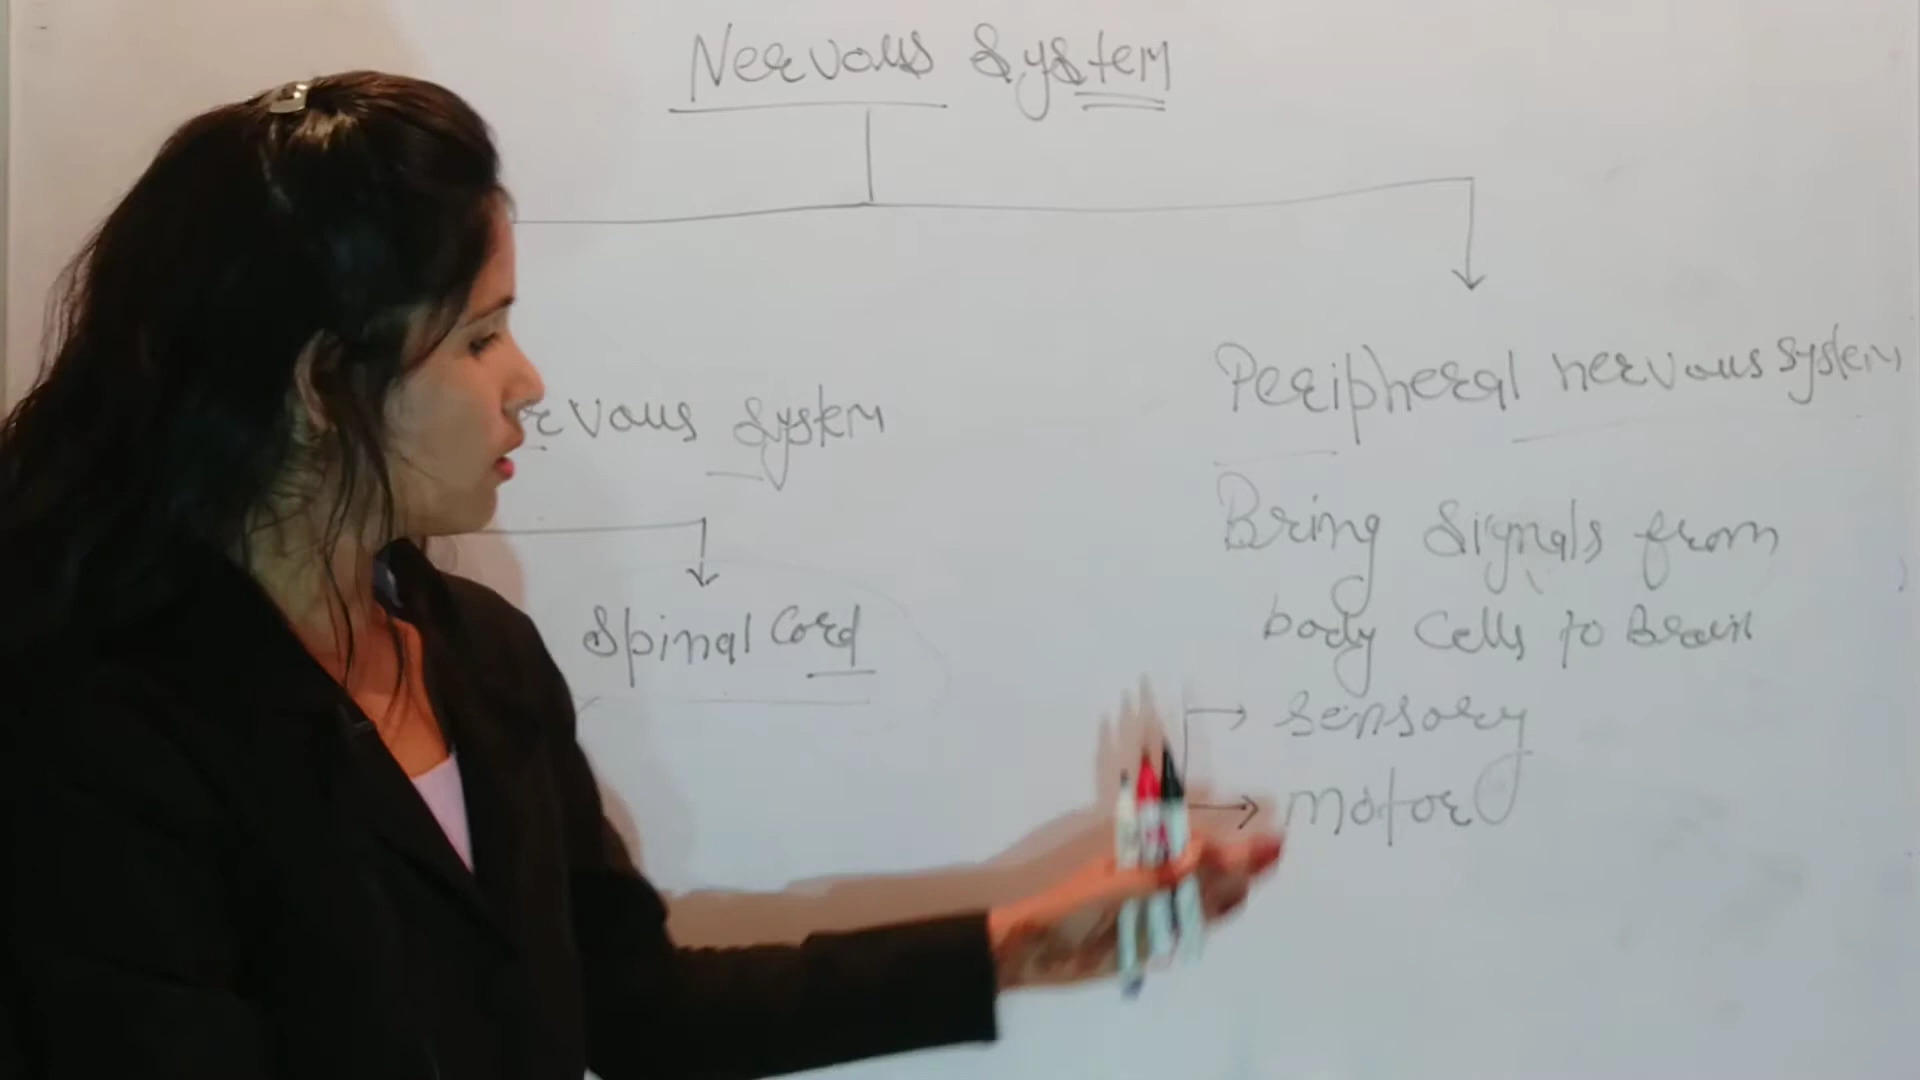 Nervous System
Peripheral nervous system
ervous System
Bring Signals from
body Cells to Brain
Spinal Cord
→ Sensory
→ Motor